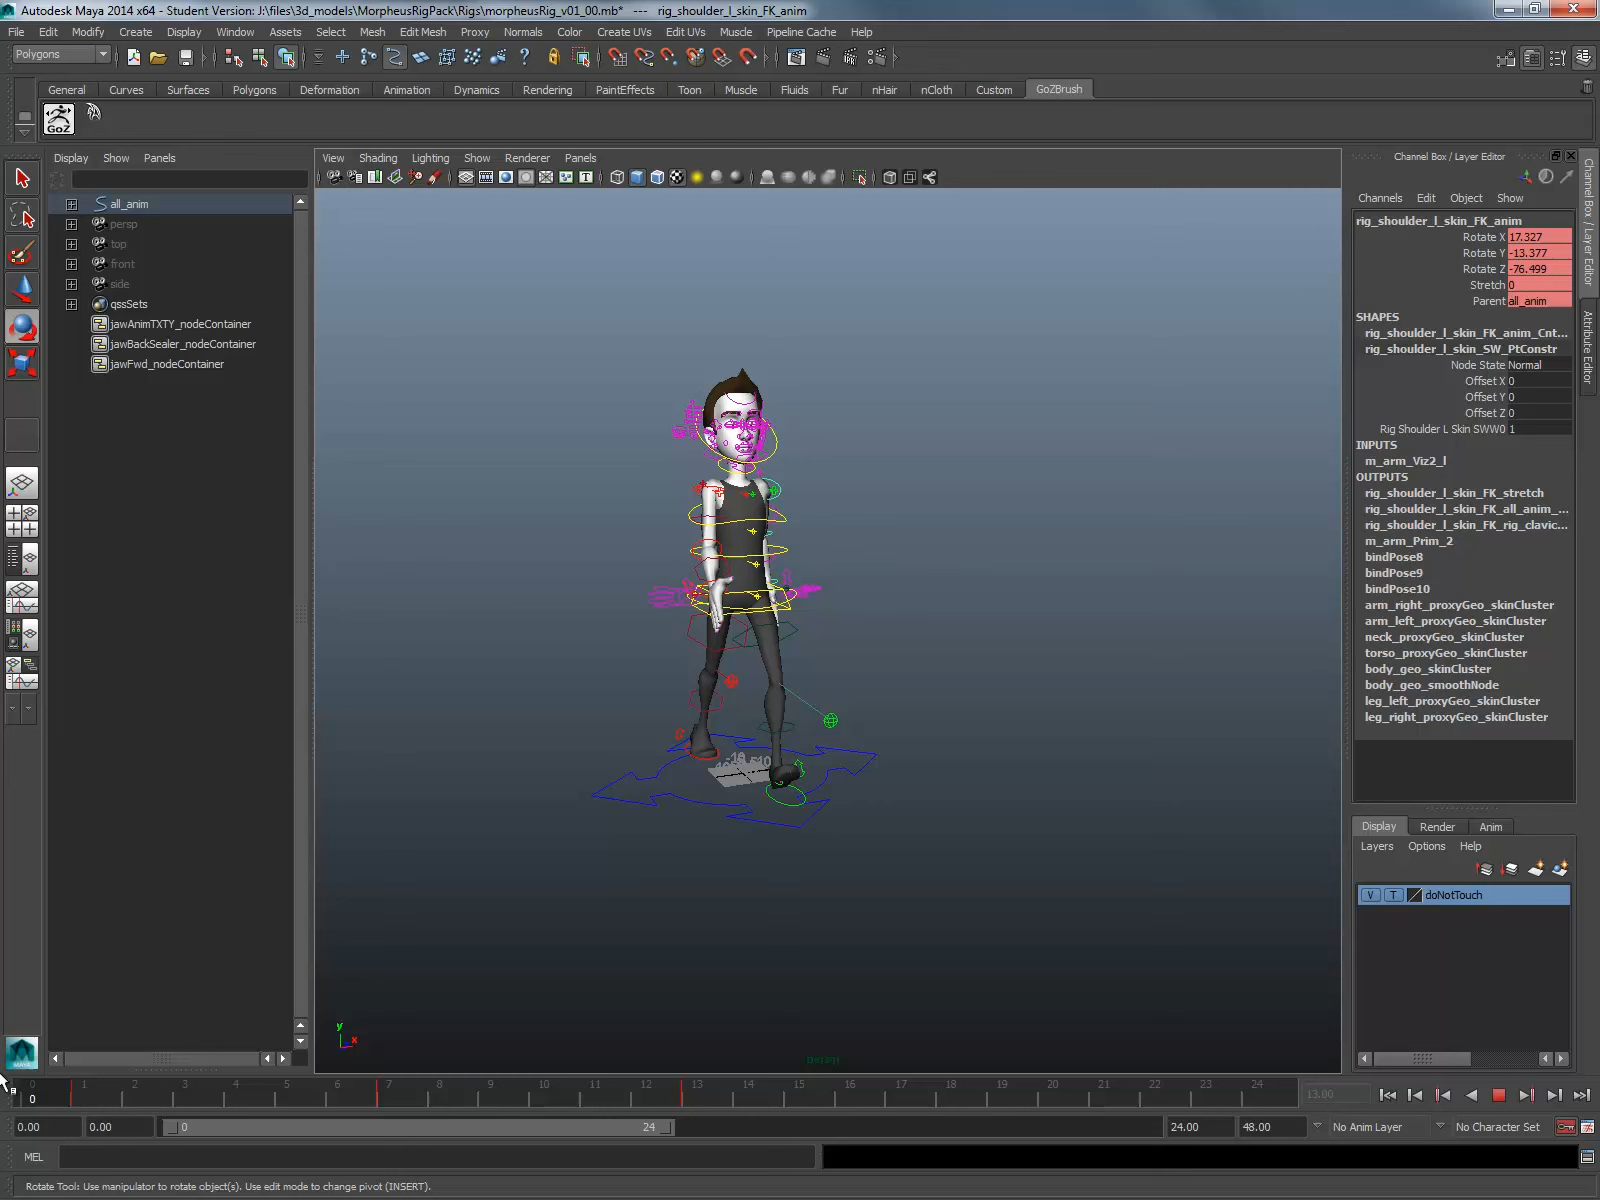 Autodesk Maya 2014 x64 - Student Version: J:\files\3d_models\MorpheusRigPack\Rigs\morpheusRig_v01_00.mb*   ---   rig_shoulder_l_skin_FK_anim
File Edit Modify Create Display Window Assets Select Mesh Edit Mesh Proxy Normals Color Create UVs Edit UVs Muscle Pipeline Cache Help
Polygons
General Curves Surfaces Polygons Deformation Animation Dynamics Rendering PaintEffects Toon Muscle Fluids Fur nHair nCloth Custom GoZBrush
GoZ
Display Show Panels
all_anim
persp
top
front
side
qssSets
jawAnimTXTY_nodeContainer
jawBackSealer_nodeContainer
jawFwd_nodeContainer
View Shading Lighting Show Renderer Panels
y
x
persp
Channel Box / Layer Editor
Channels Edit Object Show
rig_shoulder_l_skin_FK_anim
Rotate X 17.327
Rotate Y -13.377
Rotate Z -76.499
Stretch 0
Parent all_anim
SHAPES
rig_shoulder_l_skin_FK_anim_Cnt...
rig_shoulder_l_skin_SW_PtConstr
Node State Normal
Offset X 0
Offset Y 0
Offset Z 0
Rig Shoulder L Skin SWW0 1
INPUTS
m_arm_Viz2_l
OUTPUTS
rig_shoulder_l_skin_FK_stretch
rig_shoulder_l_skin_FK_all_anim_...
rig_shoulder_l_skin_FK_rig_clavic...
m_arm_Prim_2
bindPose8
bindPose9
bindPose10
arm_right_proxyGeo_skinCluster
arm_left_proxyGeo_skinCluster
neck_proxyGeo_skinCluster
torso_proxyGeo_skinCluster
body_geo_skinCluster
body_geo_smoothNode
leg_left_proxyGeo_skinCluster
leg_right_proxyGeo_skinCluster
Channel Box / Layer Editor
Attribute Editor
Display Render Anim
Layers Options Help
V T doNotTouch
MAYA
0 1 2 3 4 5 6 7 8 9 10 11 12 13 14 15 16 17 18 19 20 21 22 23 24
0
13.00
0.00 0.00 0 24 24.00 48.00 No Anim Layer No Character Set
MEL
Rotate Tool: Use manipulator to rotate object(s). Use edit mode to change pivot (INSERT).